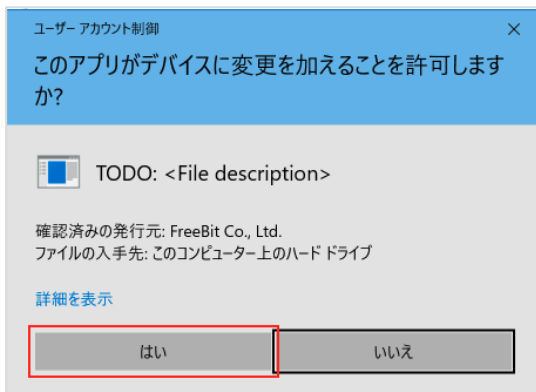 ユーザー アカウント制御
このアプリがデバイスに変更を加えることを許可します
か?
TODO: <File description>
確認済みの発行元: FreeBit Co., Ltd.
ファイルの入手先: このコンピューター上のハード ドライブ
詳細を表示
はい
いいえ